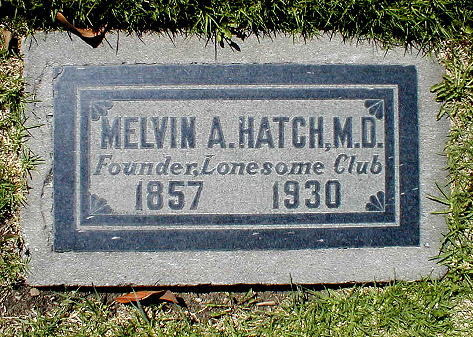 MELVIN A. HATCH, M.D.
Founder, Lonesome Club
1857 1930